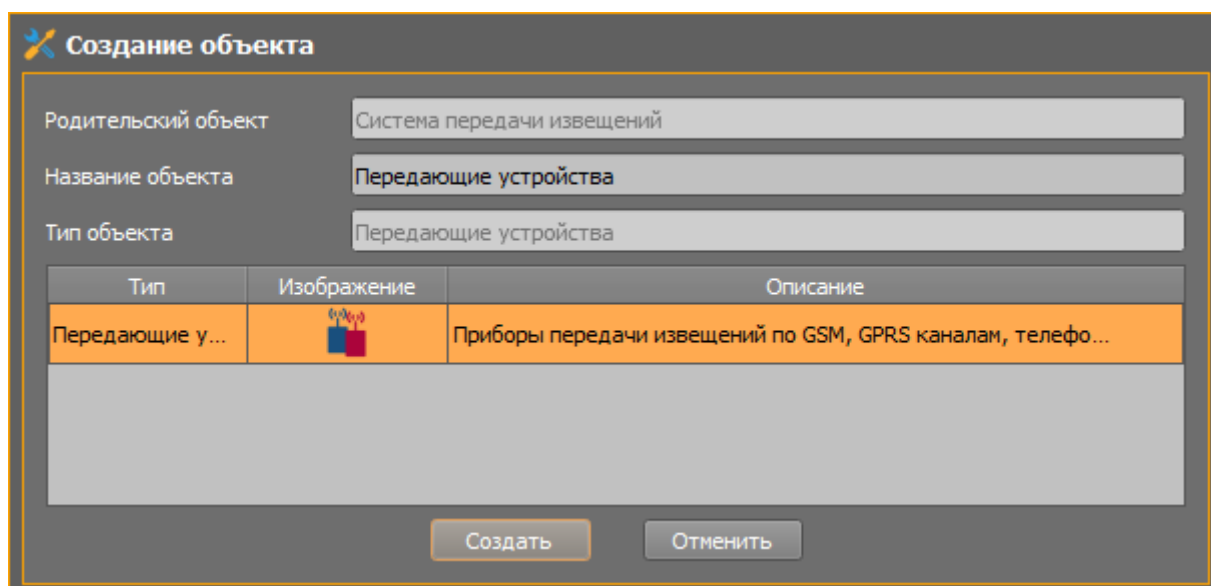 Создание объекта
Родительский объект Система передачи извещений
Название объекта Передающие устройства
Тип объекта Передающие устройства
Тип Изображение Описание
Передающие у... Приборы передачи извещений по GSM, GPRS каналам, телефо...
Создать Отменить